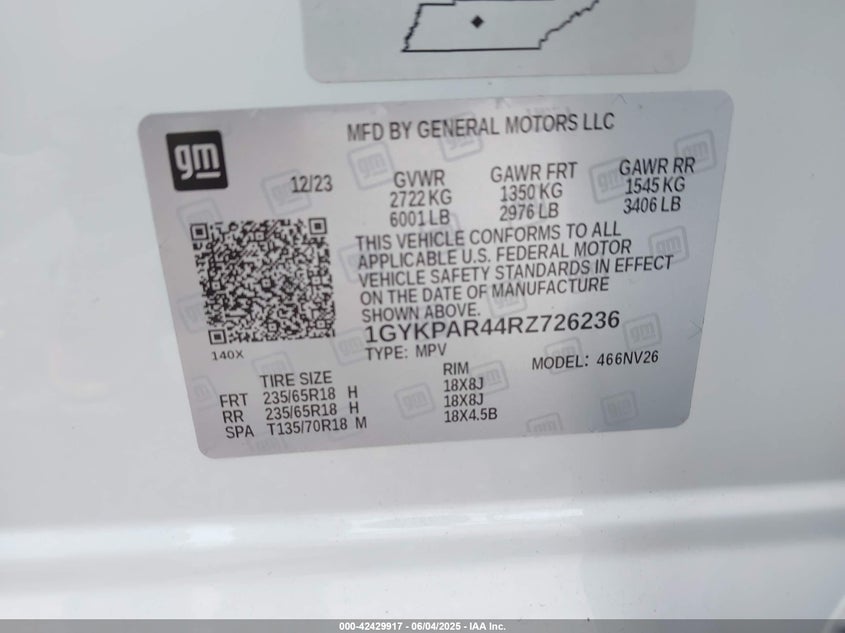 gm
MFD BY GENERAL MOTORS LLC
12/23
GVWR GAWR FRT GAWR RR
2722 KG 1350 KG 1545 KG
6001 LB 2976 LB 3406 LB
THIS VEHICLE CONFORMS TO ALL
APPLICABLE U.S. FEDERAL MOTOR
VEHICLE SAFETY STANDARDS IN EFFECT
ON THE DATE OF MANUFACTURE
SHOWN ABOVE.
1GYKPAR44RZ726236
140X
TYPE: MPV MODEL: 466NV26
TIRE SIZE RIM
FRT 235/65R18 H 18X8J
RR 235/65R18 H 18X8J
SPA T135/70R18 M 18X4.5B
000-42429917 - 06/04/2025 - IAA Inc.